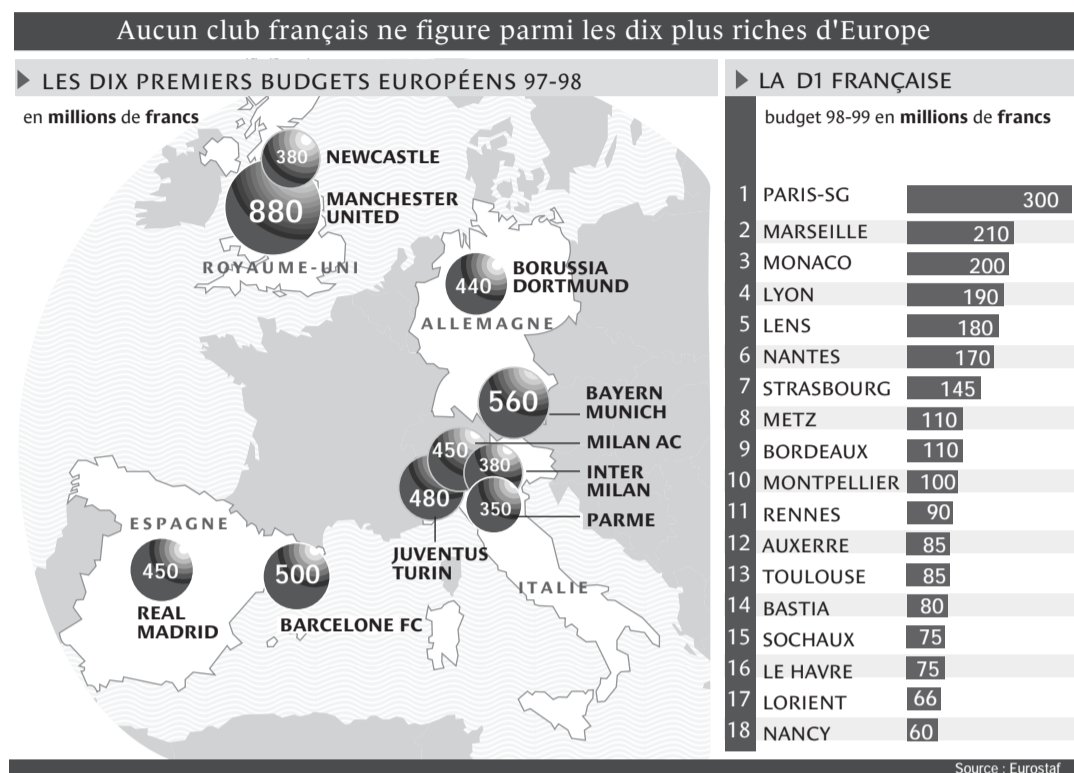 Aucun club français ne figure parmi les dix plus riches d'Europe
LES DIX PREMIERS BUDGETS EUROPÉENS 97-98
en millions de francs
380 NEWCASTLE
880 MANCHESTER
UNITED
ROYAUME-UNI
440 BORUSSIA
DORTMUND
ALLEMAGNE
560 BAYERN
MUNICH
450 MILAN AC
380 INTER
MILAN
480 JUVENTUS
TURIN
350 PARME
ESPAGNE
450
REAL
MADRID
500
BARCELONE FC
ITALIE
LA D1 FRANÇAISE
budget 98-99 en millions de francs
1 PARIS-SG 300
2 MARSEILLE 210
3 MONACO 200
4 LYON 190
5 LENS 180
6 NANTES 170
7 STRASBOURG 145
8 METZ 110
9 BORDEAUX 110
10 MONTPELLIER 100
11 RENNES 90
12 AUXERRE 85
13 TOULOUSE 85
14 BASTIA 80
15 SOCHAUX 75
16 LE HAVRE 75
17 LORIENT 66
18 NANCY 60
Source : Eurostaf